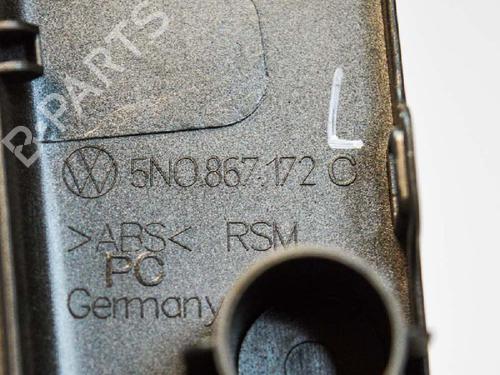 B-PARTS
L
5N0.867.172 C
>ABS< RSM
PC
Germany